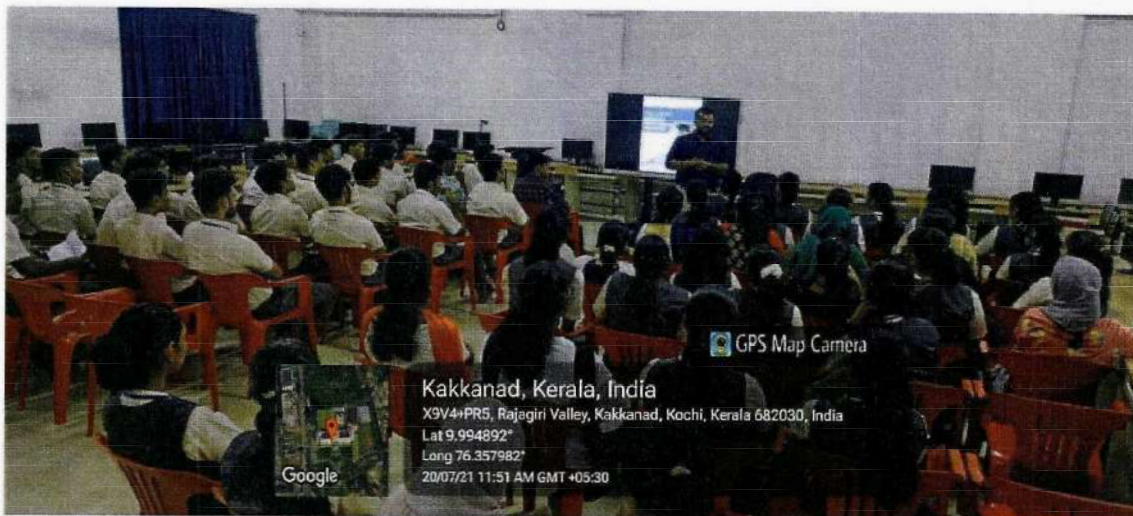 GPS Map Camera
Kakkanad, Kerala, India
X9V4+PR5, Rajagiri Valley, Kakkanad, Kochi, Kerala 682030, India
Lat 9.994892°
Long 76.357982°
20/07/21 11:51 AM GMT +05:30
Google